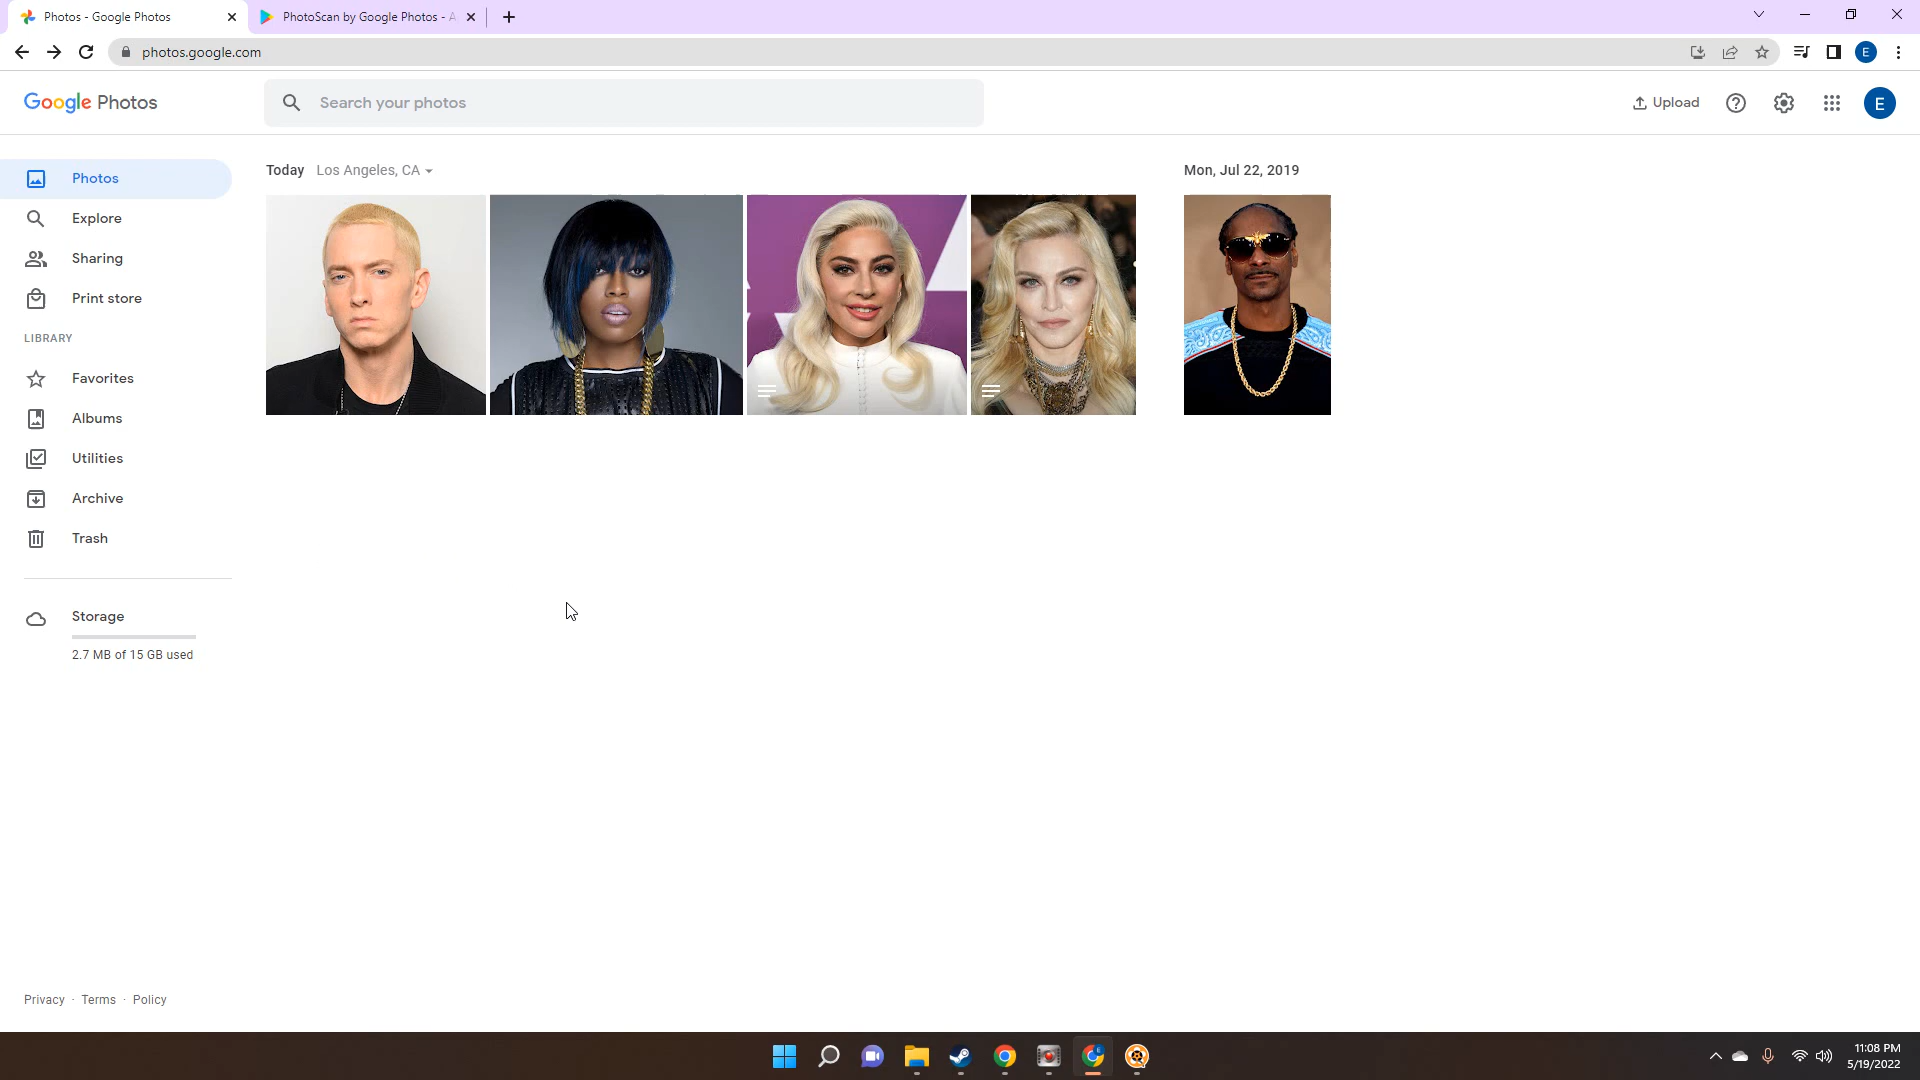 Photos - Google Photos
PhotoScan by Google Photos - A
photos.google.com
E
Google Photos
Search your photos
Upload
E
Photos
Explore
Sharing
Print store
LIBRARY
Favorites
Albums
Utilities
Archive
Trash
Storage
2.7 MB of 15 GB used
Today Los Angeles, CA
Mon, Jul 22, 2019
Privacy · Terms · Policy
11:08 PM
5/19/2022